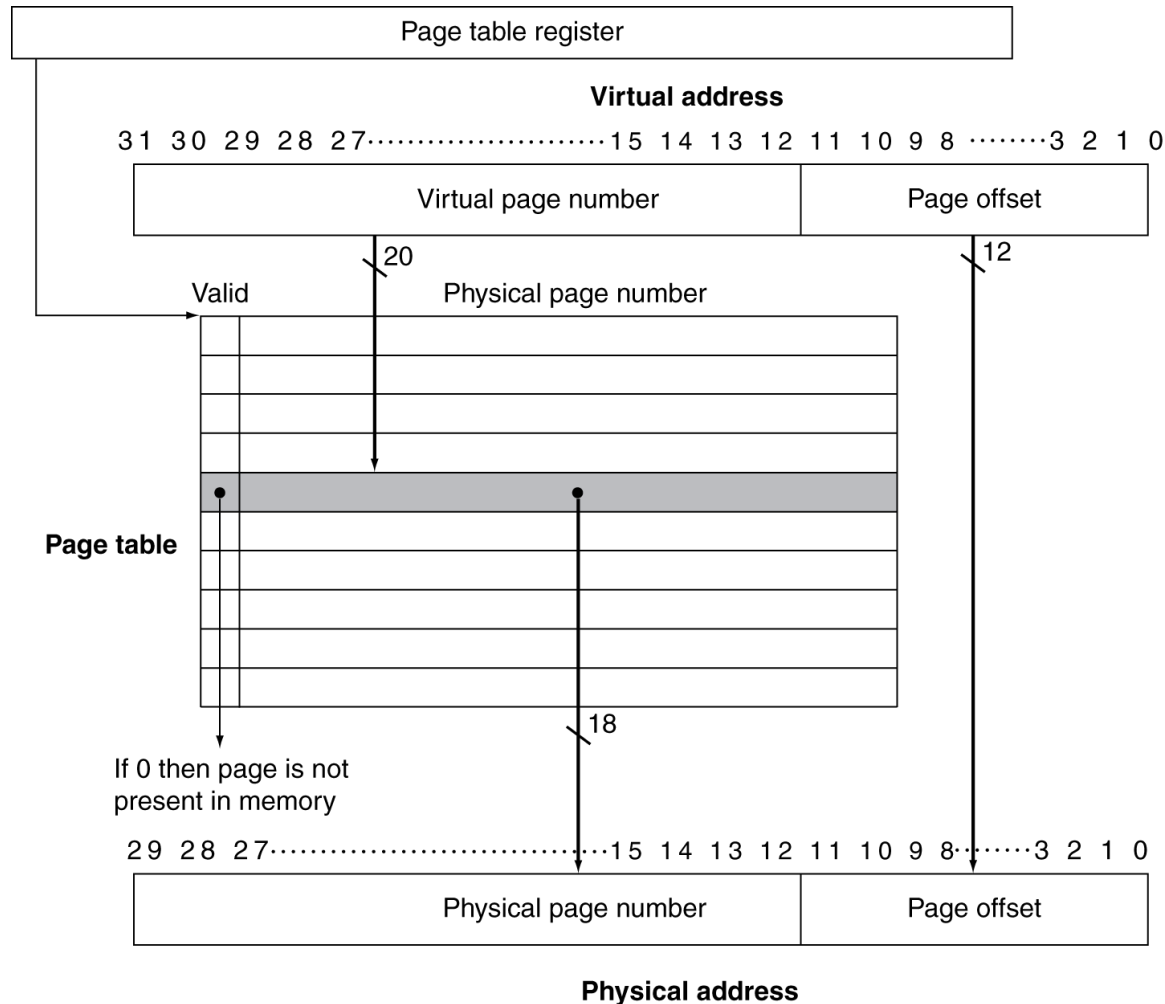 Page table register
Virtual address
31 30 29 28 27·······················15 14 13 12 11 10 9 8 ········3 2 1 0
Virtual page number Page offset
20 12
Valid Physical page number
Page table
18
If 0 then page is not
present in memory
29 28 27·································15 14 13 12 11 10 9 8········3 2 1 0
Physical page number Page offset
Physical address